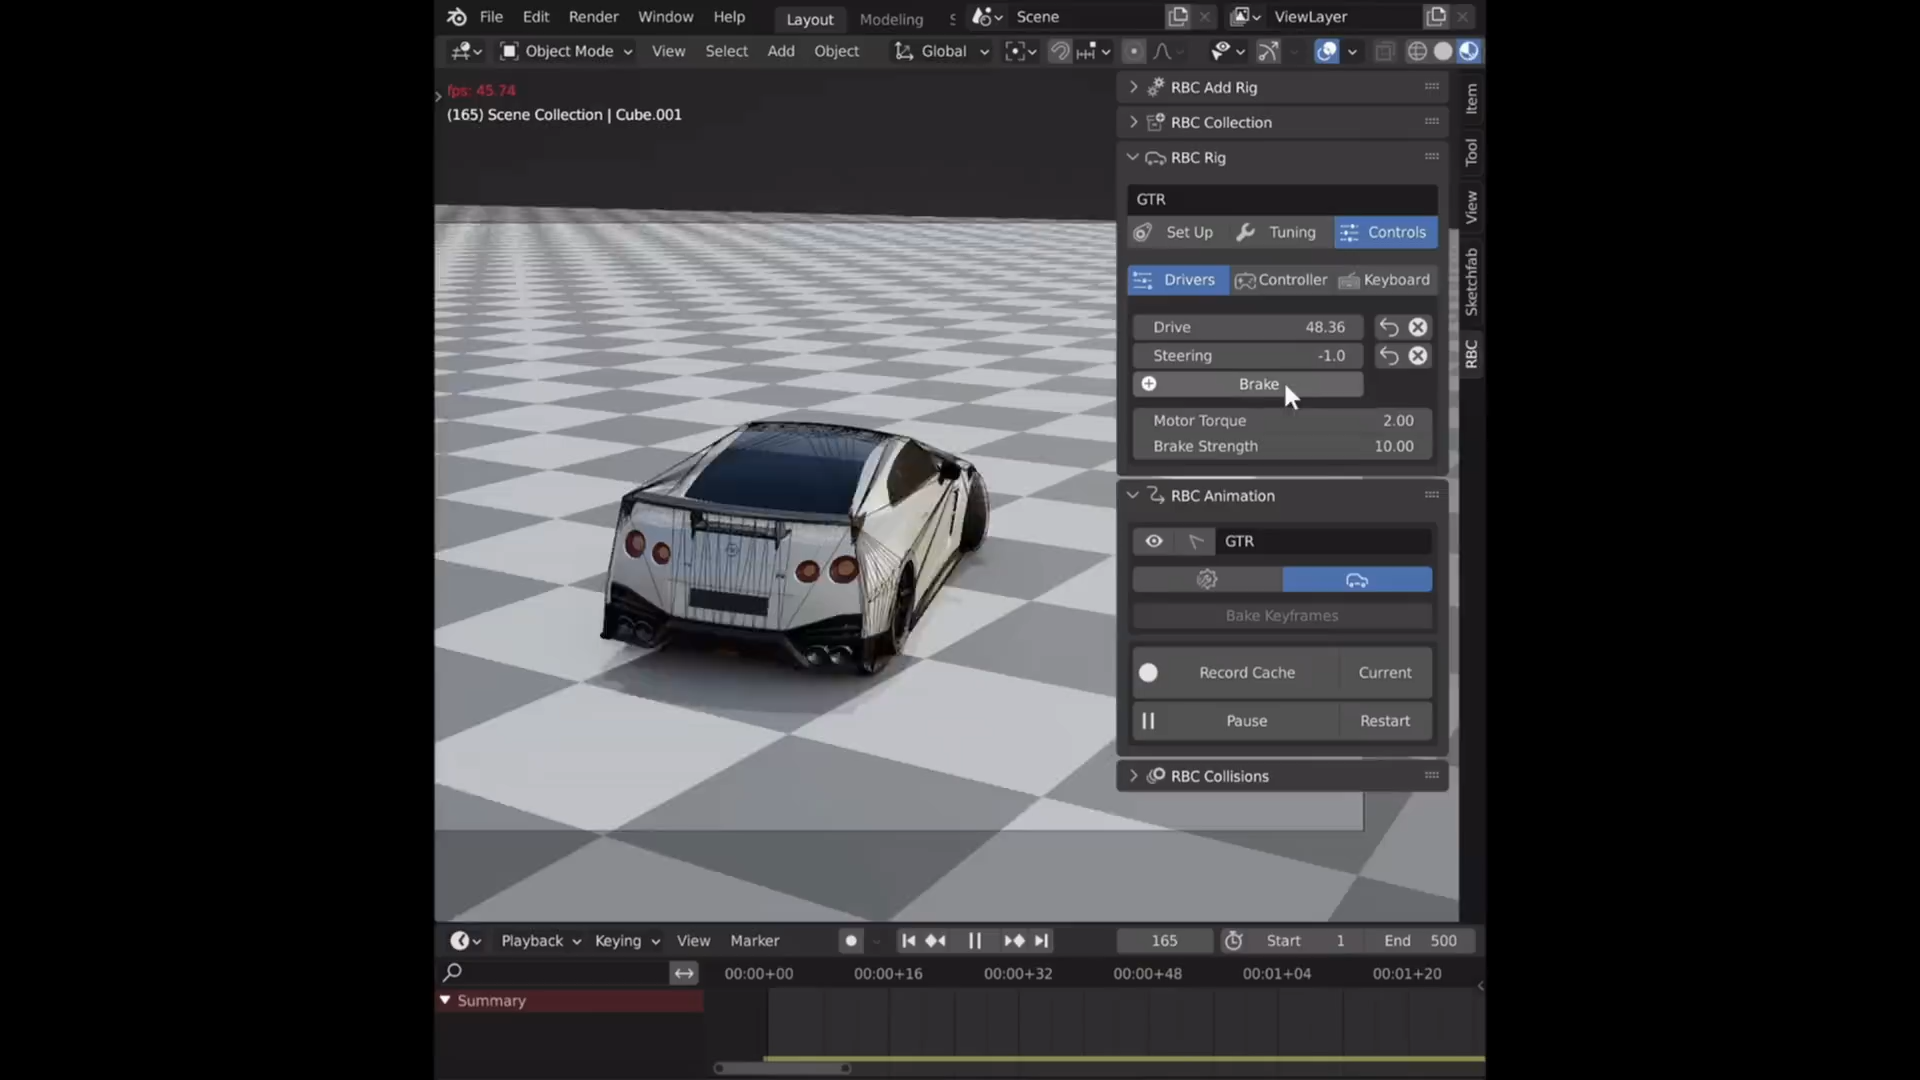 File Edit Render Window Help Layout Modeling Scene ViewLayer
Object Mode View Select Add Object Global
fps: 45.74
(165) Scene Collection | Cube.001
RBC Add Rig
RBC Collection
RBC Rig
GTR
Set Up Tuning Controls
Drivers Controller Keyboard
Drive 48.36
Steering -1.0
Brake
Motor Torque 2.00
Brake Strength 10.00
RBC Animation
GTR
Bake Keyframes
Record Cache Current
Pause Restart
RBC Collisions
Item
Tool
View
Sketchfab
RBC
Playback Keying View Marker 165 Start 1 End 500
00:00+00 00:00+16 00:00+32 00:00+48 00:01+04 00:01+20
Summary